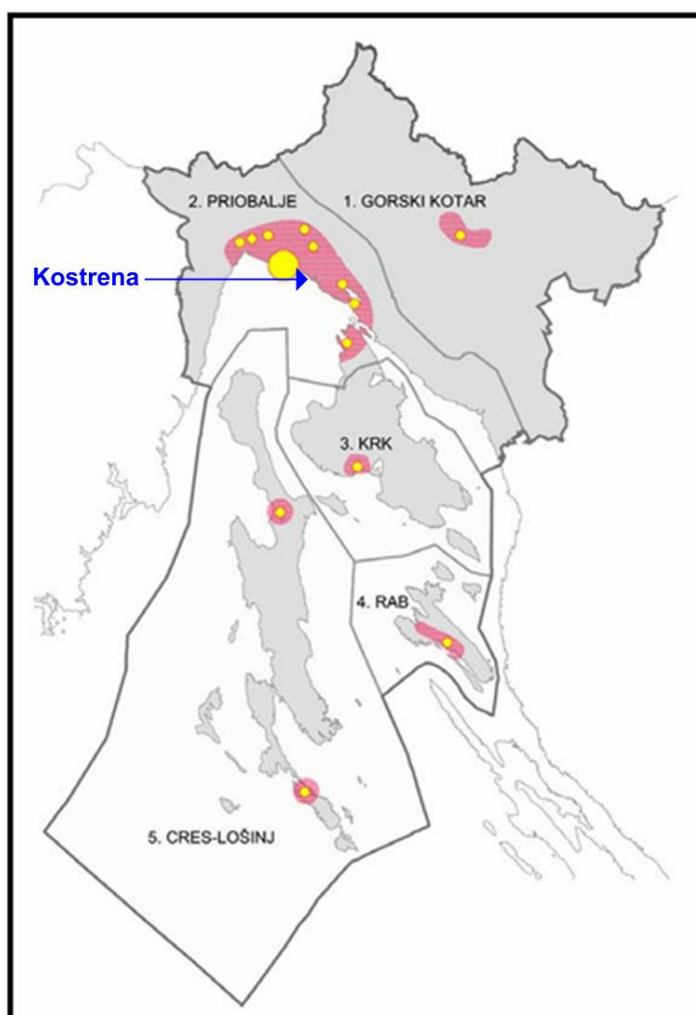 2. PRIOBALJE
1. GORSKI KOTAR
Kostrena
3. KRK
4. RAB
5. CRES-LOŠINJ